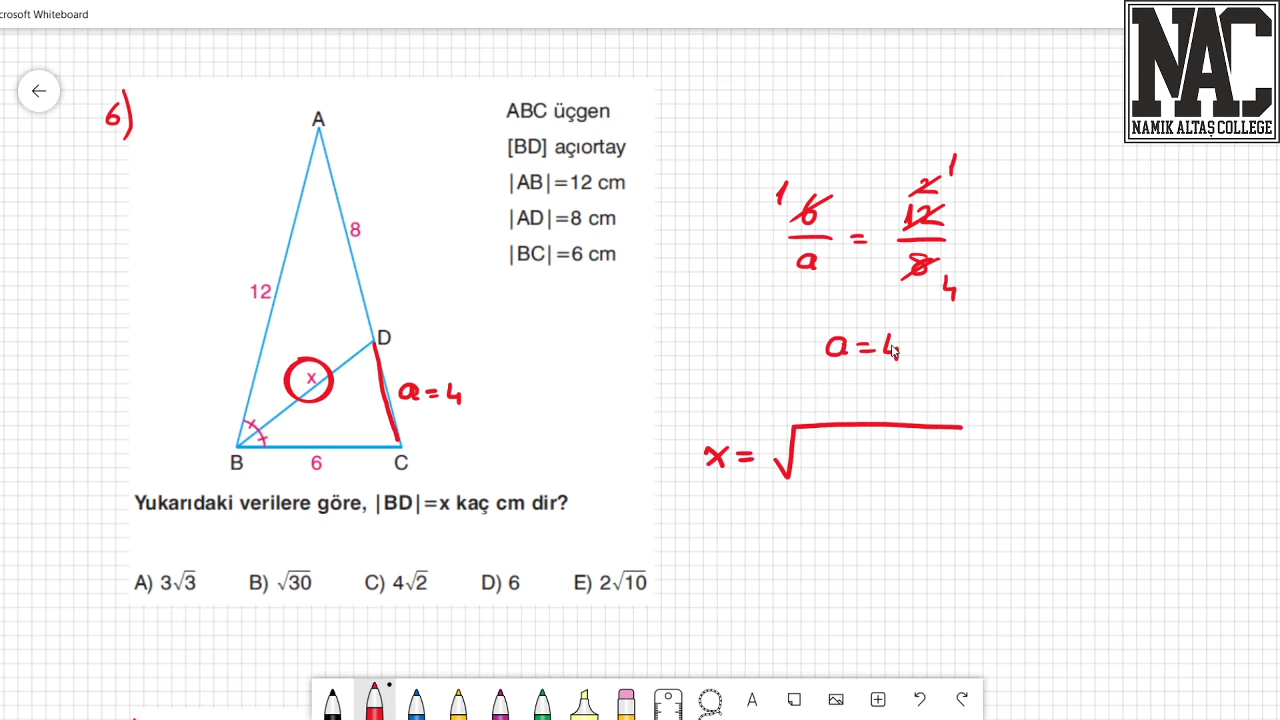 crosoft Whiteboard
NAC
NAMIK ALTAŞ COLLEGE
6)
ABC üçgen
[BD] açıortay
|AB|=12 cm
|AD|=8 cm
|BC|=6 cm
A
8
12
D
x
a = 4
B
6
C
1 6/a = 2 1 12/8 4
a = 4
x = √
Yukarıdaki verilere göre, |BD|=x kaç cm dir?
A) 3√3 B) √30 C) 4√2 D) 6 E) 2√10
A